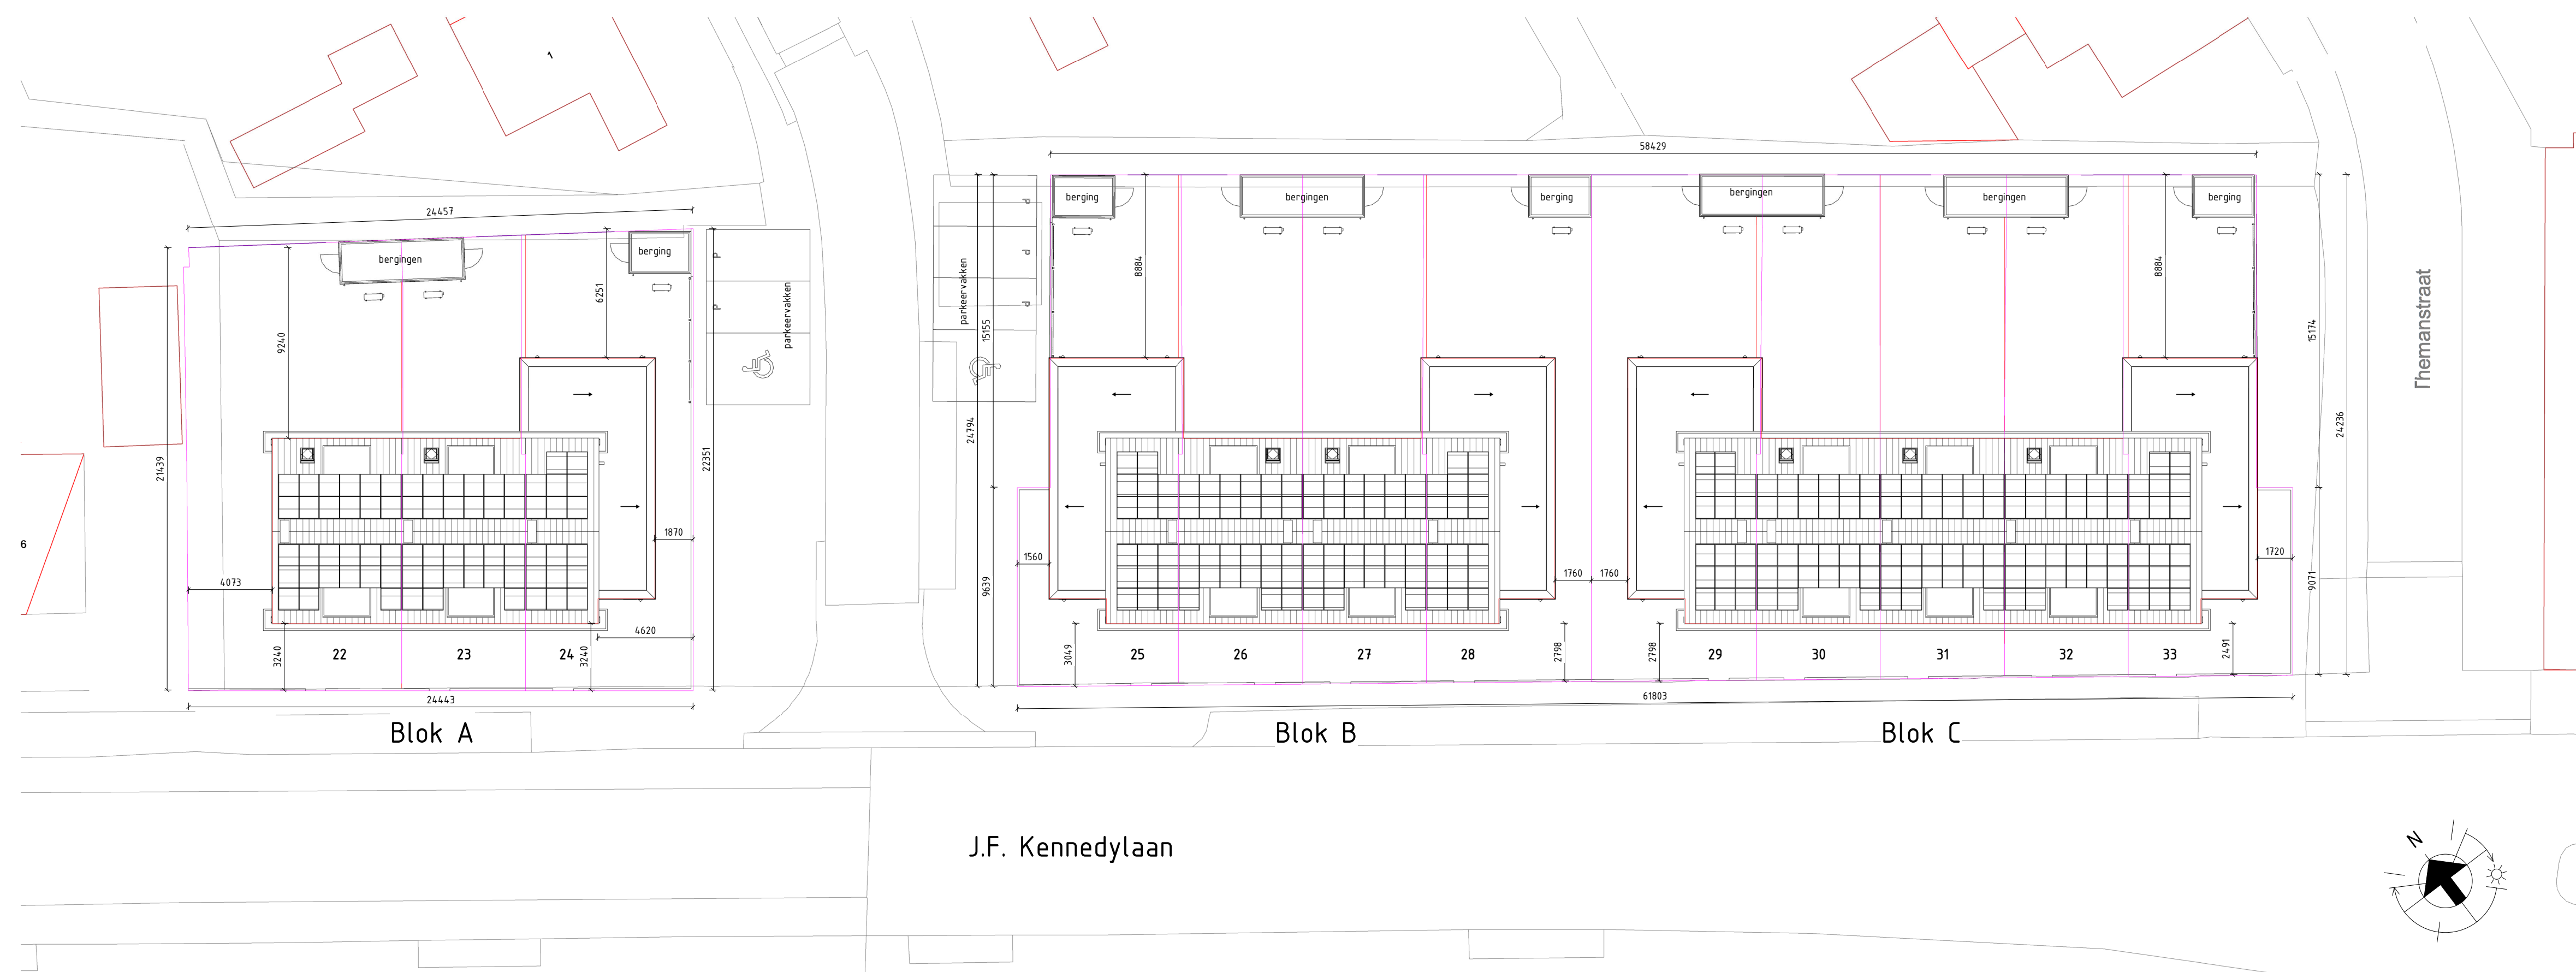 1
58429
24457
berging
bergingen
berging
bergingen
bergingen
berging
bergingen
berging
P
P
P
P
P
parkeervakken
parkeervakken
9240
6251
8884
8884
15155
15174
21439
22351
24794
24236
Themanstraat
6
4073
1870
1560
1760
1760
1720
9639
9071
4620
3240
3240
3049
2798
2798
2491
22
23
24
25
26
27
28
29
30
31
32
33
24443
61803
Blok A
Blok B
Blok C
J.F. Kennedylaan
N